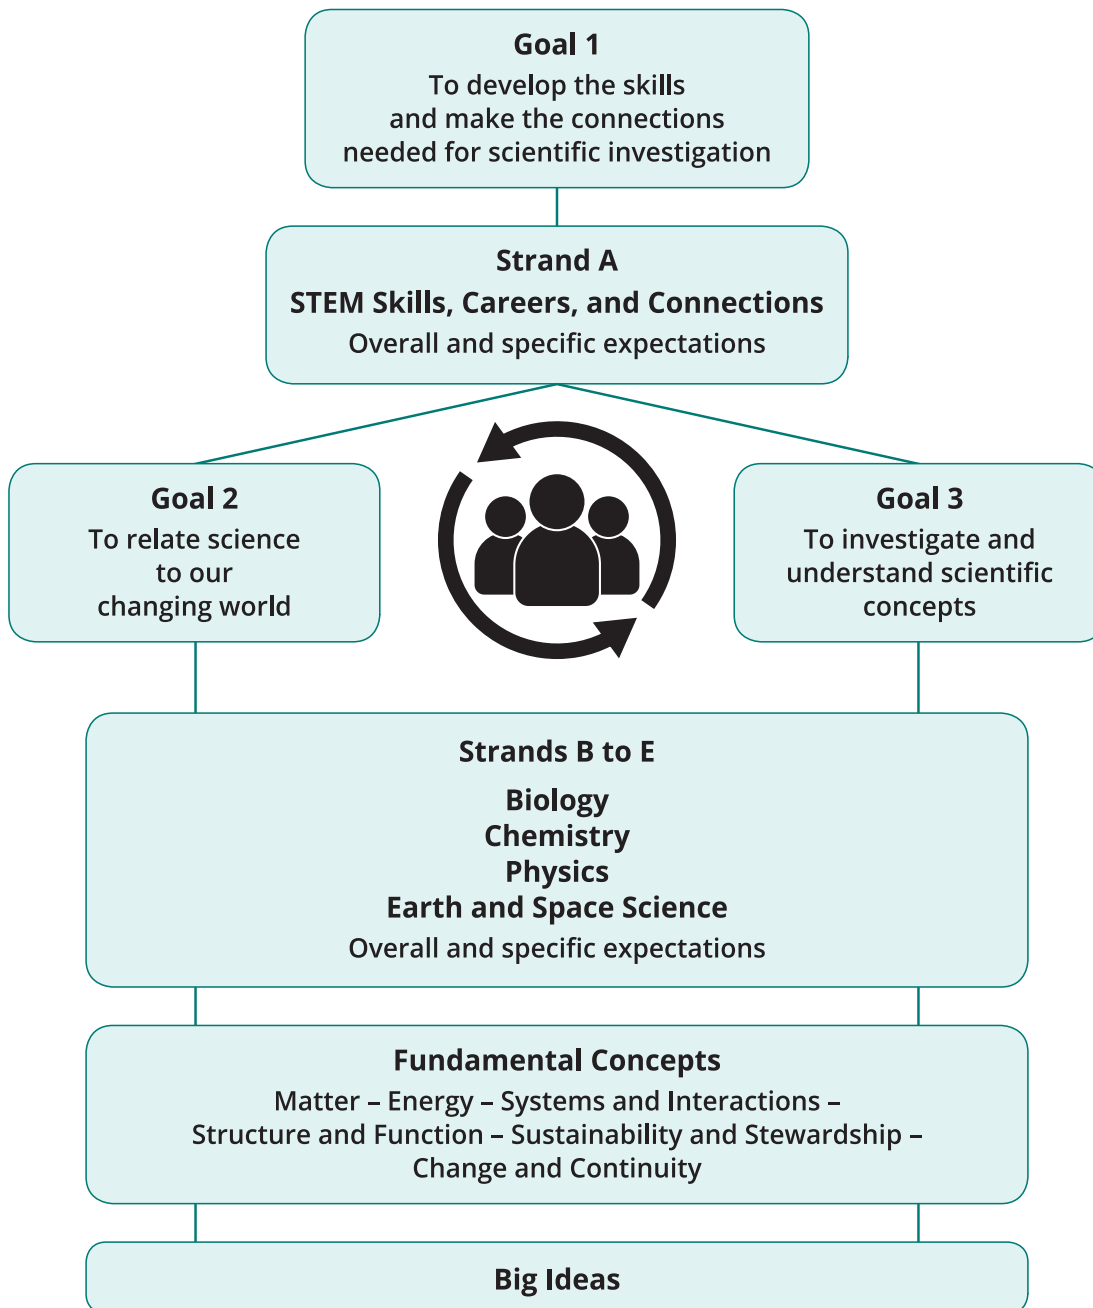 Goal 1
To develop the skills
and make the connections
needed for scientific investigation
Strand A
STEM Skills, Careers, and Connections
Overall and specific expectations
Goal 2
To relate science
to our
changing world
Goal 3
To investigate and
understand scientific
concepts
Strands B to E
Biology
Chemistry
Physics
Earth and Space Science
Overall and specific expectations
Fundamental Concepts
Matter – Energy – Systems and Interactions –
Structure and Function – Sustainability and Stewardship –
Change and Continuity
Big Ideas